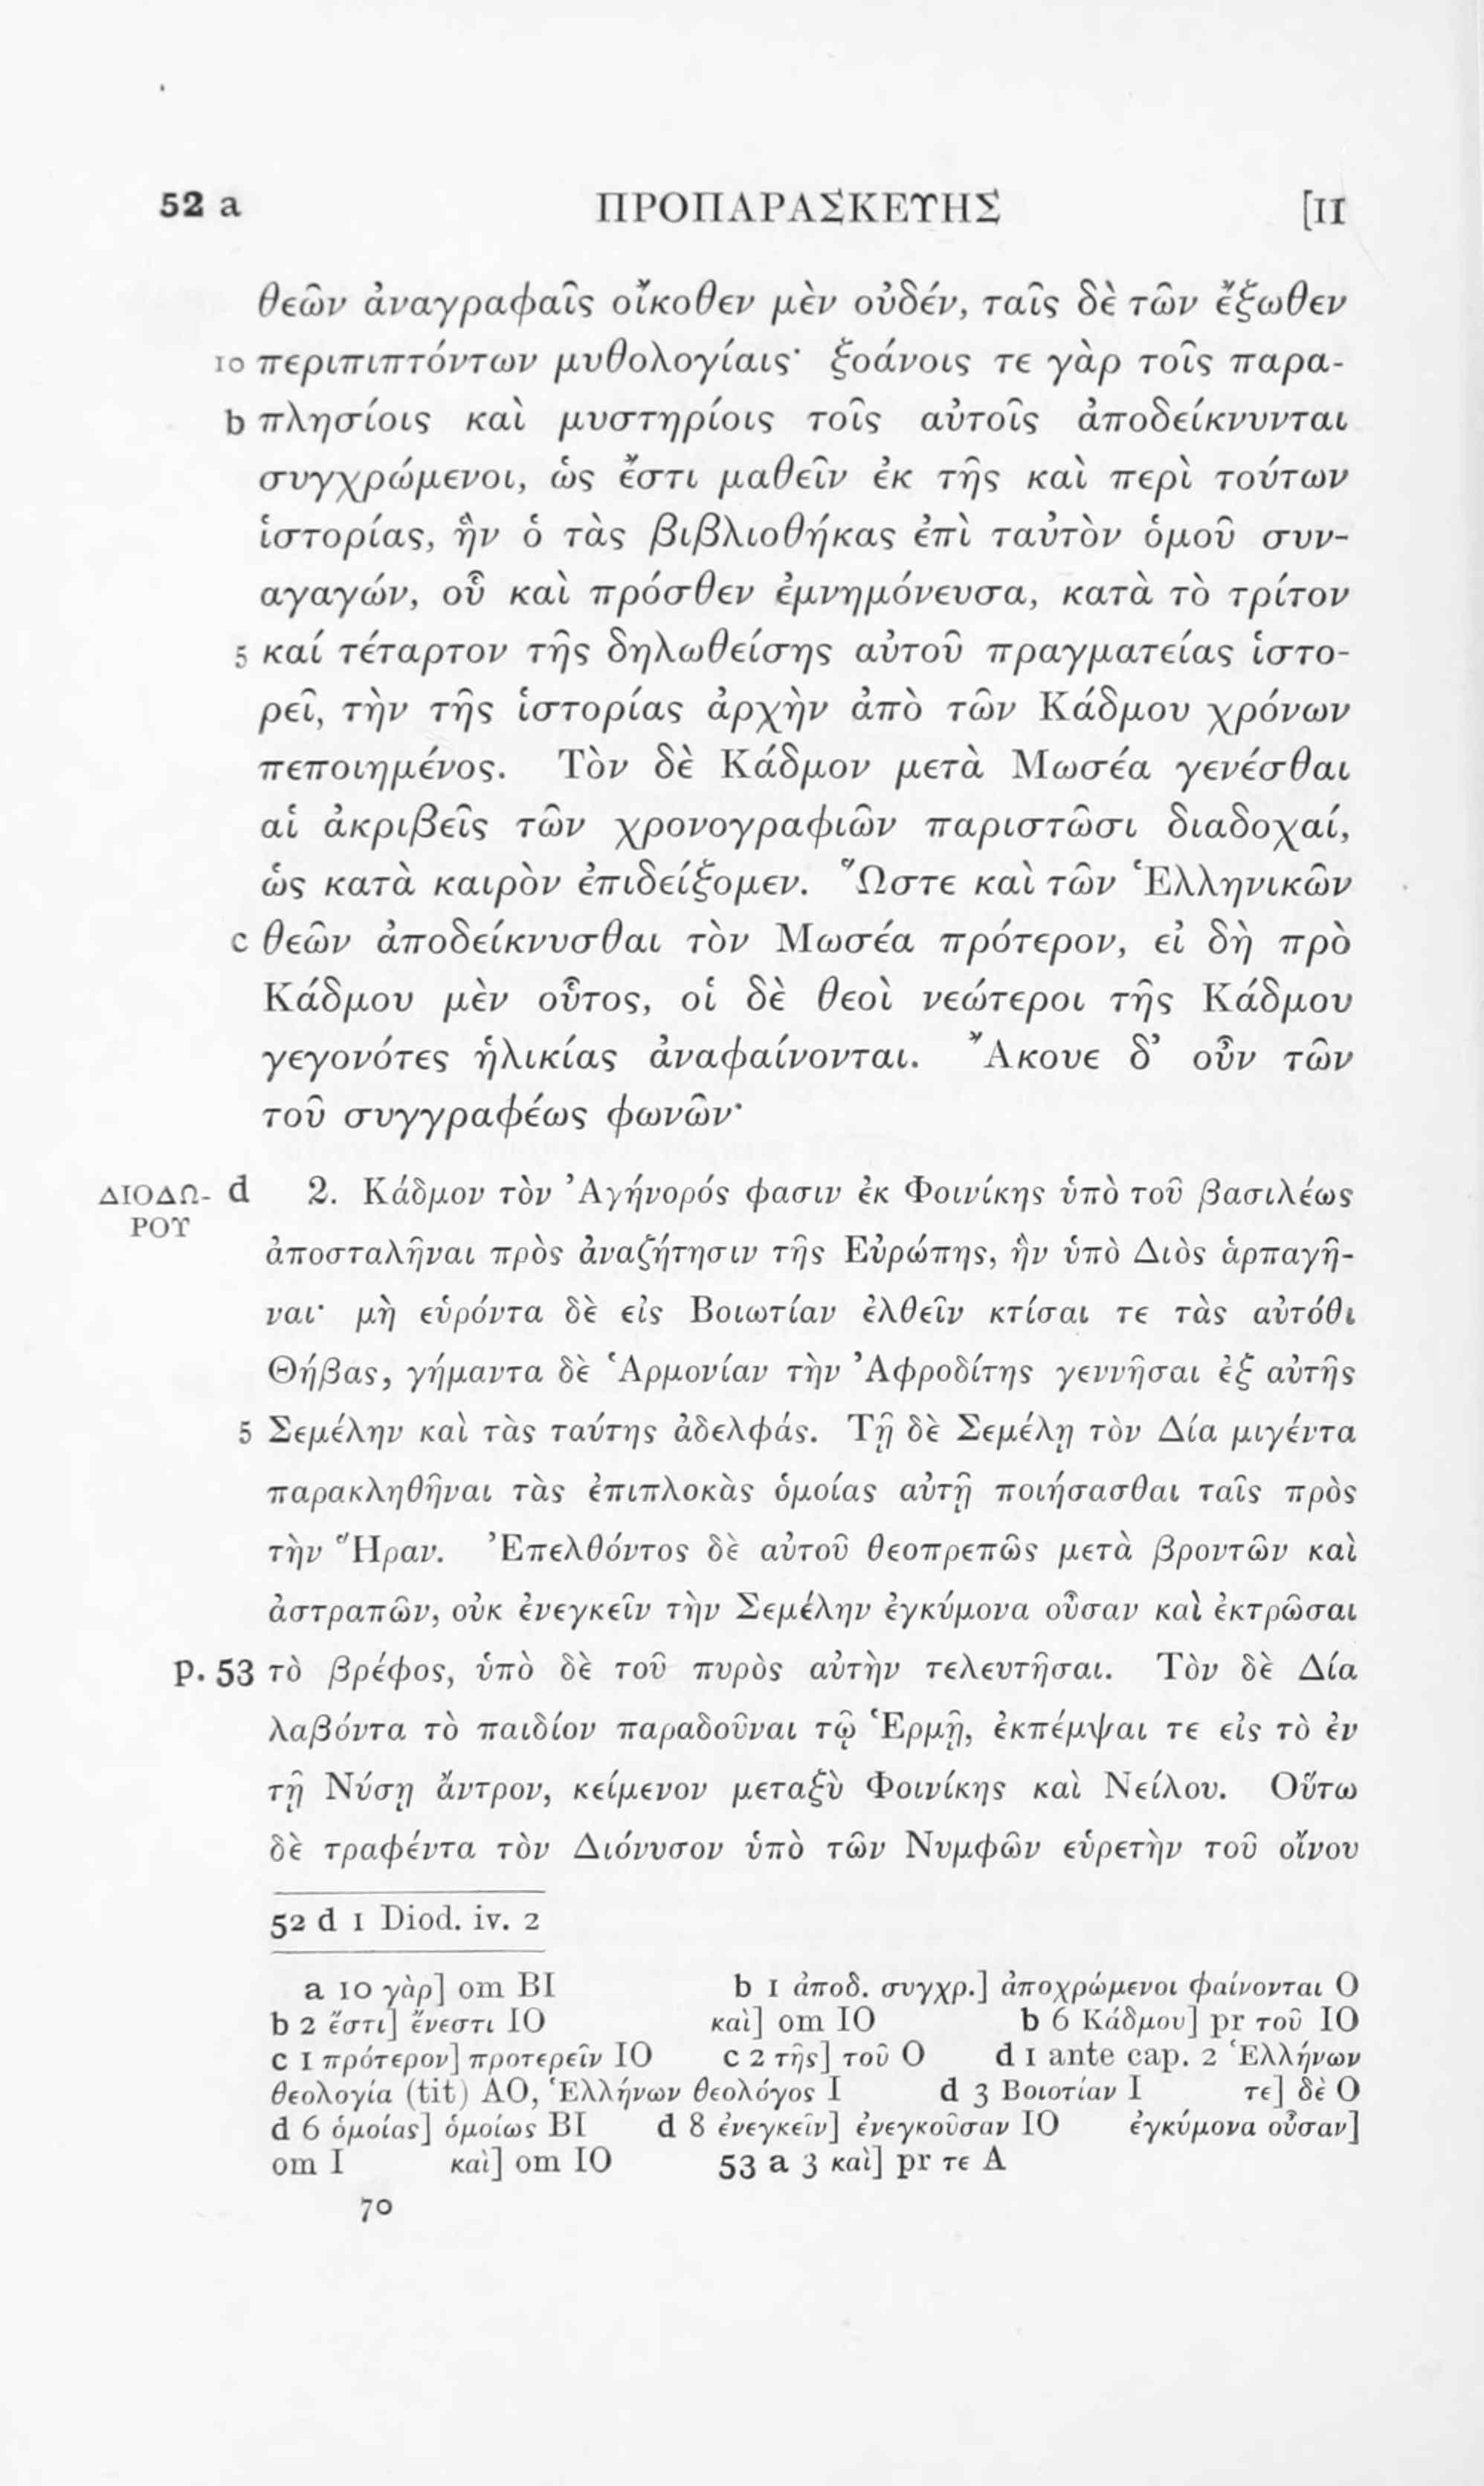 52 a ΠΡΟΠΑΡΑΣΚΕΥΗΣ [II
θεῶν ἀναγραφαῖς οἴκοθεν μὲν οὐδέν, ταῖς δὲ τῶν ἔξωθεν
10 περιπιπτόντων μυθολογίαις· ξοάνοις τε γὰρ τοῖς παρα-
b πλησίοις καὶ μυστηρίοις τοῖς αὐτοῖς ἀποδείκνυνται
συγχρώμενοι, ὡς ἔστι μαθεῖν ἐκ τῆς καὶ περὶ τούτων
ἱστορίας, ἣν ὁ τὰς βιβλιοθήκας ἐπὶ ταὐτὸν ὁμοῦ συν-
αγαγών, οὗ καὶ πρόσθεν ἐμνημόνευσα, κατὰ τὸ τρίτον
5 καί τέταρτον τῆς δηλωθείσης αὐτοῦ πραγματείας ἱστο-
ρεῖ, τὴν τῆς ἱστορίας ἀρχὴν ἀπὸ τῶν Κάδμου χρόνων
πεποιημένος. Τὸν δὲ Κάδμον μετὰ Μωσέα γενέσθαι
αἱ ἀκριβεῖς τῶν χρονογραφιῶν παριστῶσι διαδοχαί,
ὡς κατὰ καιρὸν ἐπιδείξομεν. Ὥστε καὶ τῶν Ἑλληνικῶν
c θεῶν ἀποδείκνυσθαι τὸν Μωσέα πρότερον, εἰ δὴ πρὸ
Κάδμου μὲν οὗτος, οἱ δὲ θεοὶ νεώτεροι τῆς Κάδμου
γεγονότες ἡλικίας ἀναφαίνονται. Ἄκουε δ’ οὖν τῶν
τοῦ συγγραφέως φωνῶν·
ΔΙΟΔΩ- d 2. Κάδμον τὸν Ἀγήνορός φασιν ἐκ Φοινίκης ὑπὸ τοῦ βασιλέως
ΡΟΥ
ἀποσταλῆναι πρὸς ἀναζήτησιν τῆς Εὐρώπης, ἣν ὑπὸ Διὸς ἁρπαγῆ-
ναι· μὴ εὑρόντα δὲ εἰς Βοιωτίαν ἐλθεῖν κτίσαι τε τὰς αὐτόθι
Θήβας, γήμαντα δὲ Ἁρμονίαν τὴν Ἀφροδίτης γεννῆσαι ἐξ αὐτῆς
5 Σεμέλην καὶ τὰς ταύτης ἀδελφάς. Τῇ δὲ Σεμέλῃ τὸν Δία μιγέντα
παρακληθῆναι τὰς ἐπιπλοκὰς ὁμοίας αὐτῇ ποιήσασθαι ταῖς πρὸς
τὴν Ἥραν. Ἐπελθόντος δὲ αὐτοῦ θεοπρεπῶς μετὰ βροντῶν καὶ
ἀστραπῶν, οὐκ ἐνεγκεῖν τὴν Σεμέλην ἐγκύμονα οὖσαν καὶ ἐκτρῶσαι
p. 53 τὸ βρέφος, ὑπὸ δὲ τοῦ πυρὸς αὐτὴν τελευτῆσαι. Τὸν δὲ Δία
λαβόντα τὸ παιδίον παραδοῦναι τῷ Ἑρμῇ, ἐκπέμψαι τε εἰς τὸ ἐν
τῇ Νύσῃ ἄντρον, κείμενον μεταξὺ Φοινίκης καὶ Νείλου. Οὕτω
δὲ τραφέντα τὸν Διόνυσον ὑπὸ τῶν Νυμφῶν εὑρετὴν τοῦ οἴνου
52 d 1 Diod. iv. 2
a 10 γὰρ] om BI b 1 ἀποδ. συγχρ.] ἀποχρώμενοι φαίνονται O
b 2 ἔστι] ἔνεστι IO καὶ] om IO b 6 Κάδμου] pr τοῦ IO
c 1 πρότερον] προτερεῖν IO c 2 τῆς] τοῦ O d 1 ante cap. 2 Ἑλλήνων
θεολογία (tit) AO, Ἑλλήνων θεολόγος I d 3 Βοιοτίαν I τε] δὲ O
d 6 ὁμοίας] ὁμοίως BI d 8 ἐνεγκεῖν] ἐνεγκοῦσαν IO ἐγκύμονα οὖσαν]
om I καὶ] om IO 53 a 3 καὶ] pr τε A
70